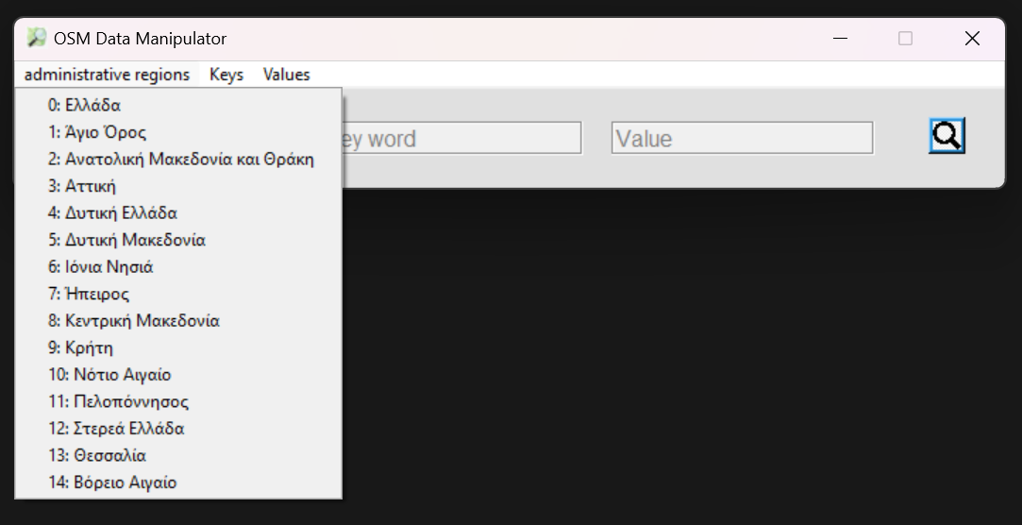 OSM Data Manipulator
administrative regions Keys Values
ey word Value
0: Ελλάδα
1: Άγιο Όρος
2: Ανατολική Μακεδονία και Θράκη
3: Αττική
4: Δυτική Ελλάδα
5: Δυτική Μακεδονία
6: Ιόνια Νησιά
7: Ήπειρος
8: Κεντρική Μακεδονία
9: Κρήτη
10: Νότιο Αιγαίο
11: Πελοπόννησος
12: Στερεά Ελλάδα
13: Θεσσαλία
14: Βόρειο Αιγαίο